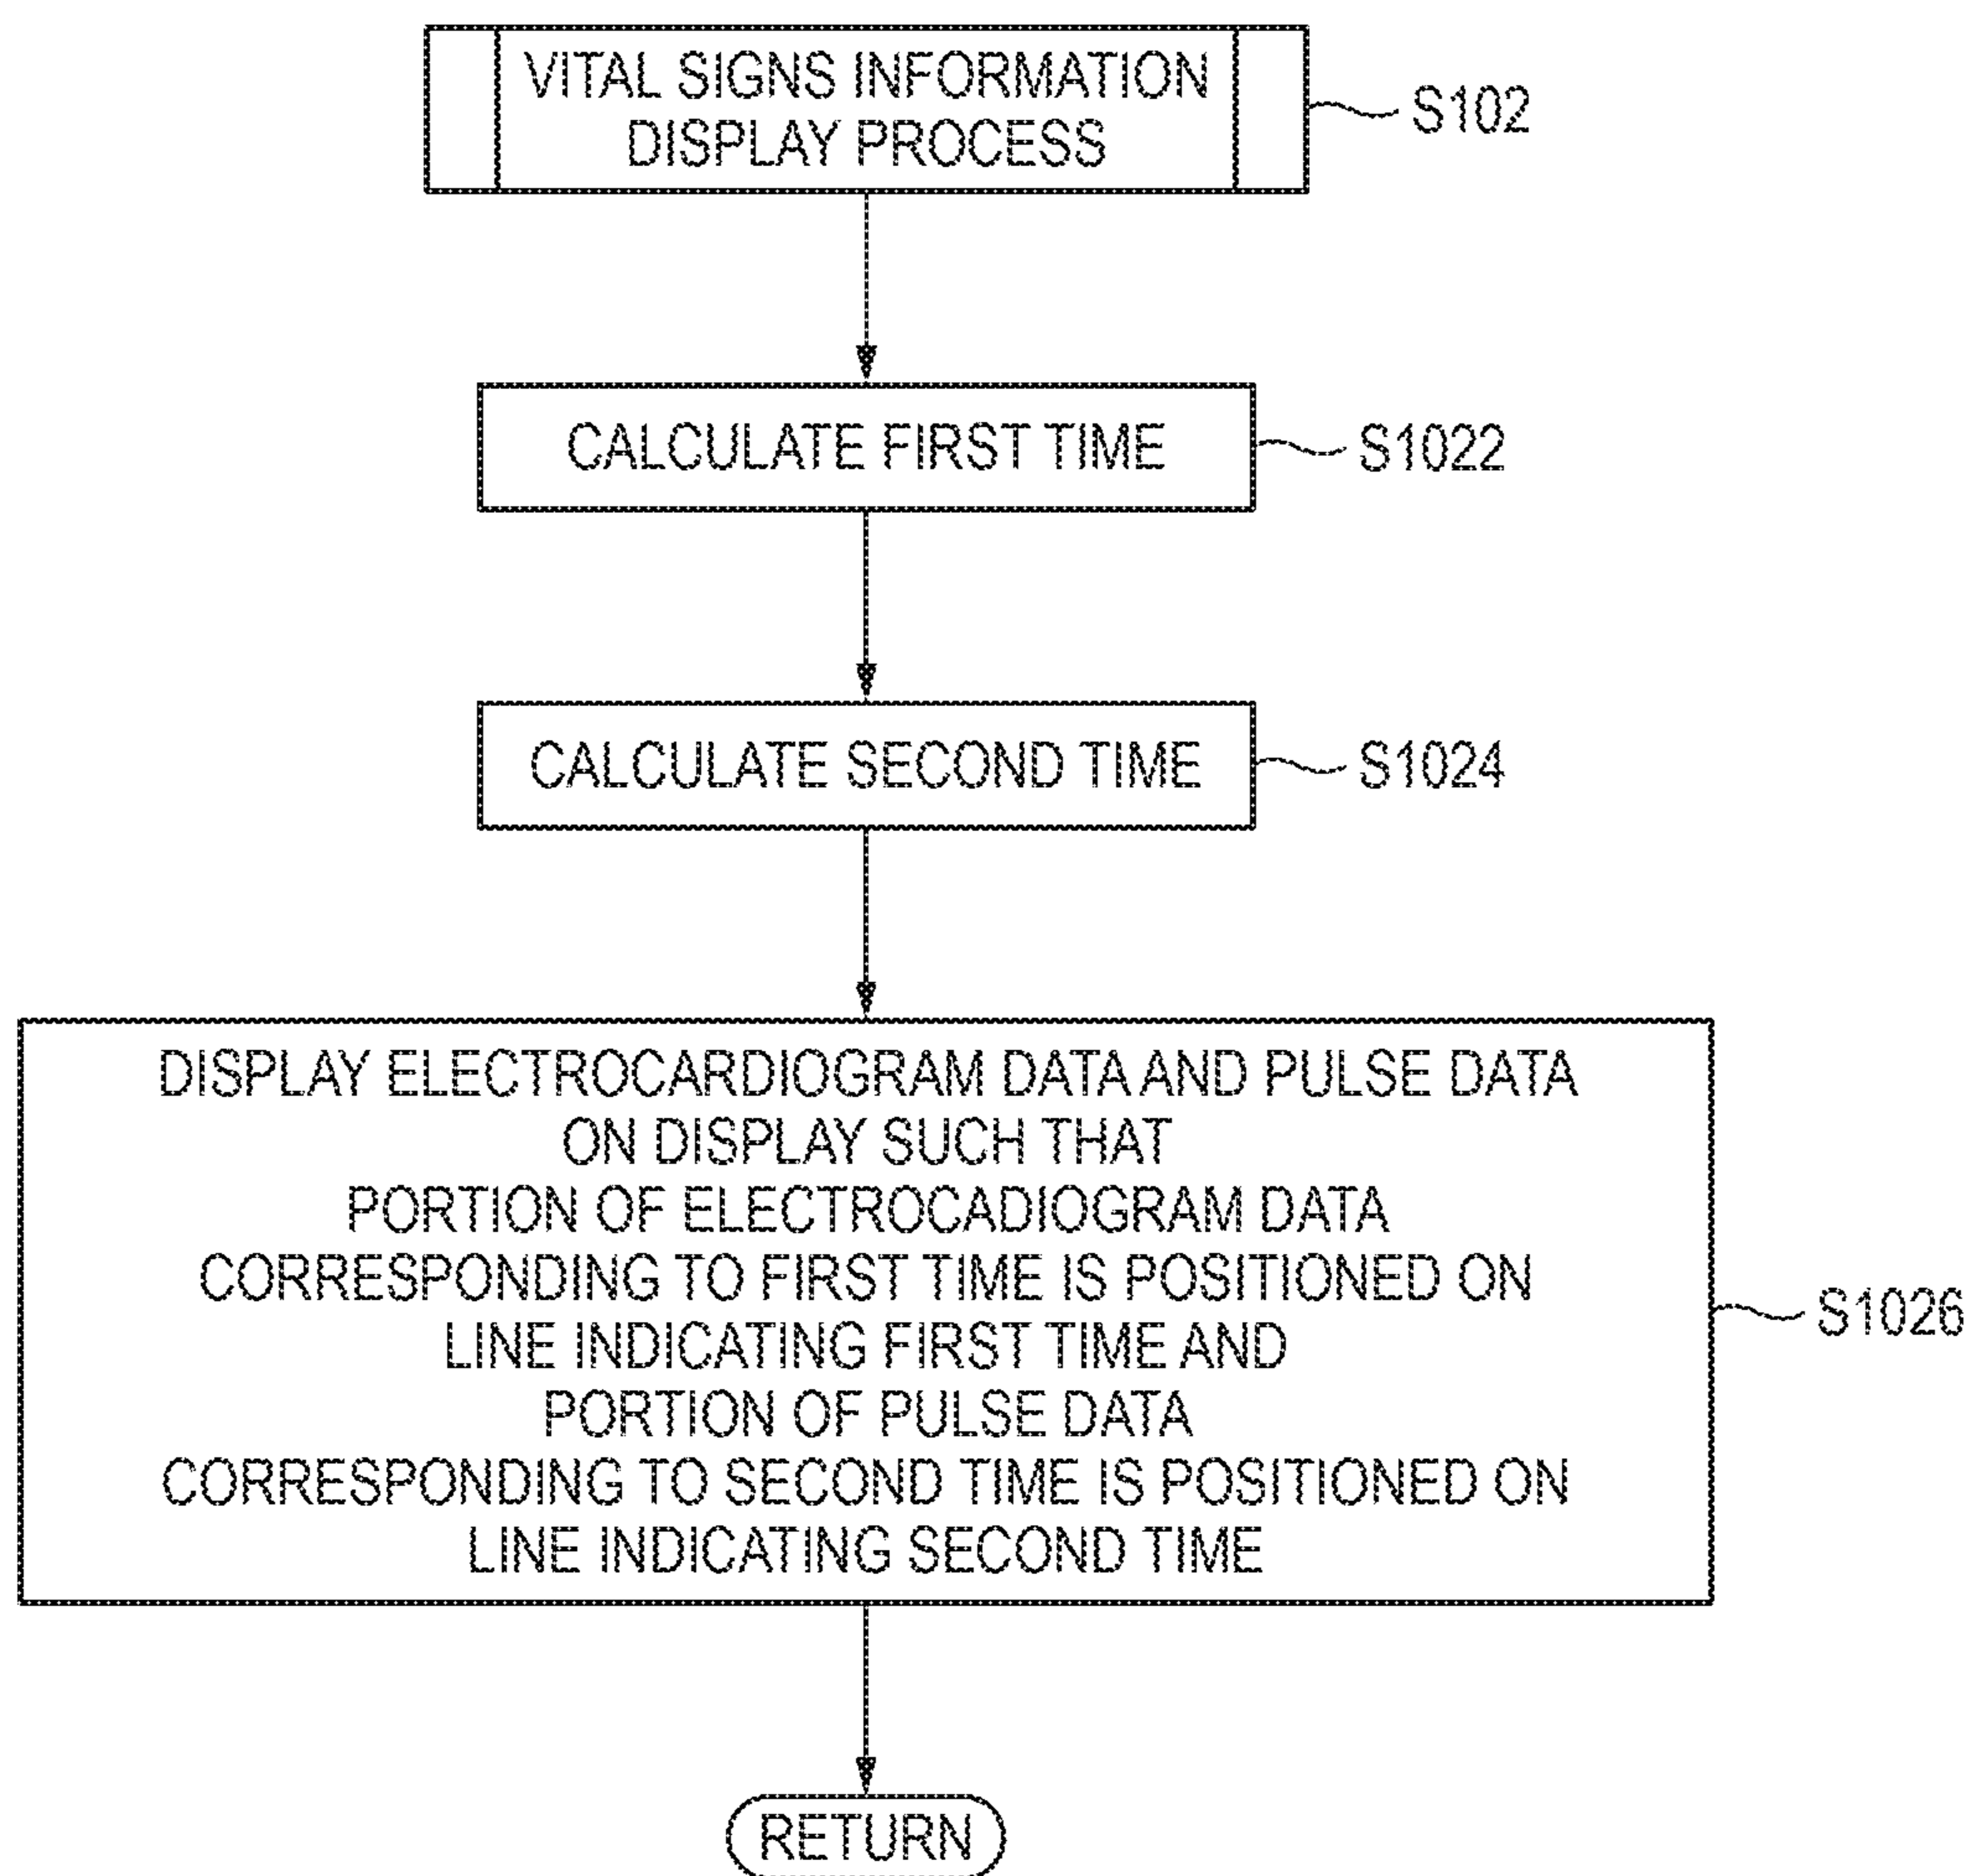 VITAL SIGNS INFORMATION
DISPLAY PROCESS
S102
CALCULATE FIRST TIME
S1022
CALCULATE SECOND TIME
S1024
DISPLAY ELECTROCARDIOGRAM DATA AND PULSE DATA
ON DISPLAY SUCH THAT
PORTION OF ELECTROCADIOGRAM DATA
CORRESPONDING TO FIRST TIME IS POSITIONED ON
LINE INDICATING FIRST TIME AND
PORTION OF PULSE DATA
CORRESPONDING TO SECOND TIME IS POSITIONED ON
LINE INDICATING SECOND TIME
S1026
RETURN